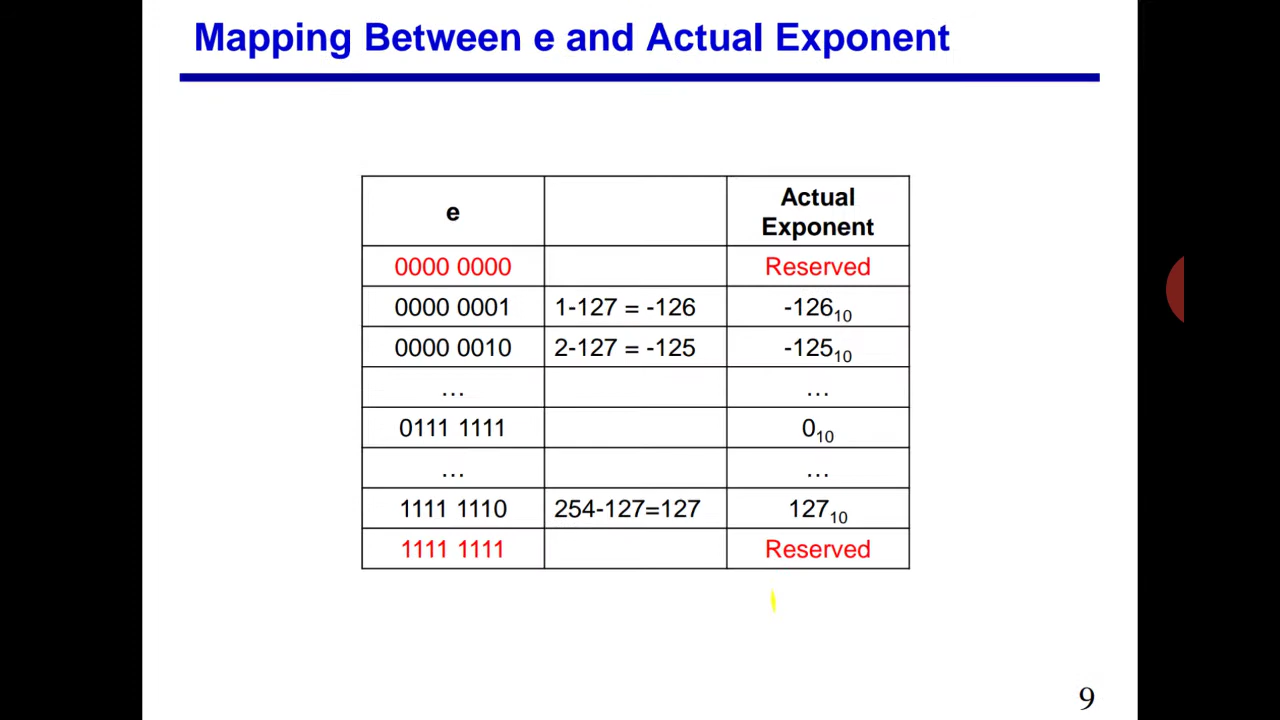 Mapping Between e and Actual Exponent
e
Actual
Exponent
0000 0000 Reserved
0000 0001 1-127 = -126 -126₁₀
0000 0010 2-127 = -125 -125₁₀
… …
0111 1111 0₁₀
… …
1111 1110 254-127=127 127₁₀
1111 1111 Reserved
9